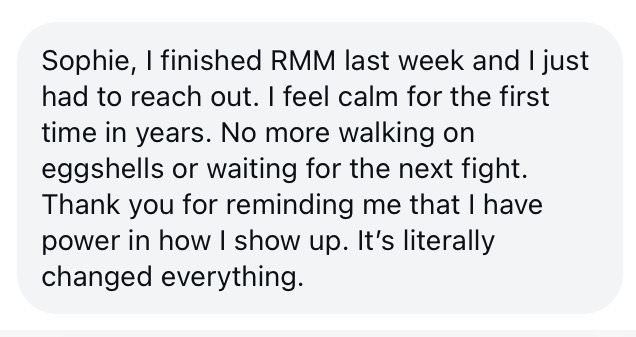 Sophie, I finished RMM last week and I just
had to reach out. I feel calm for the first
time in years. No more walking on
eggshells or waiting for the next fight.
Thank you for reminding me that I have
power in how I show up. It’s literally
changed everything.